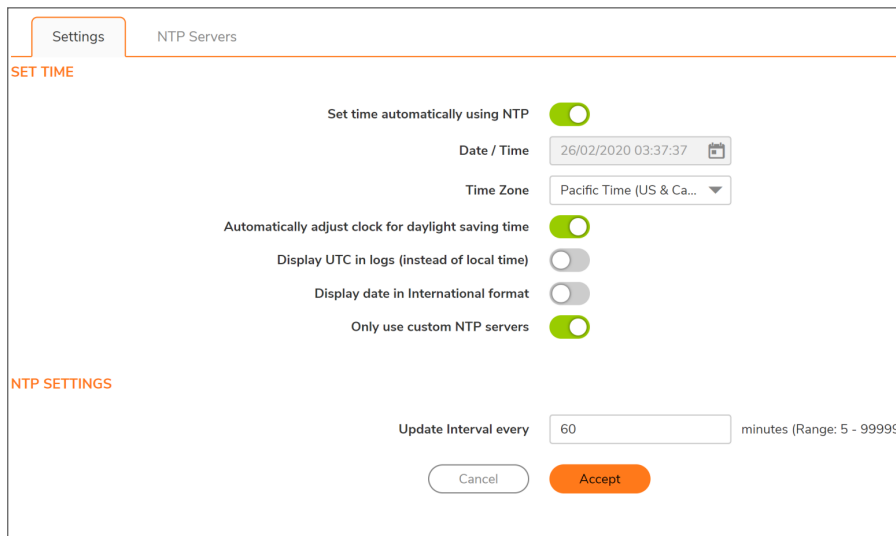 Settings NTP Servers
SET TIME
Set time automatically using NTP
Date / Time 26/02/2020 03:37:37
Time Zone Pacific Time (US & Ca...
Automatically adjust clock for daylight saving time
Display UTC in logs (instead of local time)
Display date in International format
Only use custom NTP servers
NTP SETTINGS
Update Interval every 60 minutes (Range: 5 - 99999
Cancel Accept